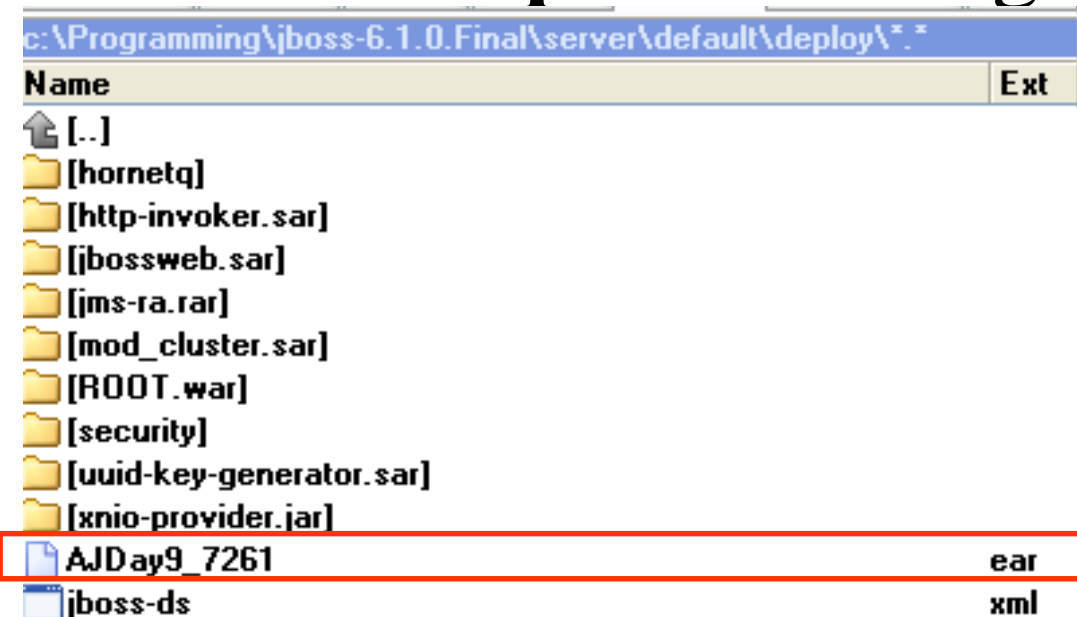 c:\Programming\jboss-6.1.0.Final\server\default\deploy\*.*
Name Ext
[..]
[hornetq]
[http-invoker.sar]
[jbossweb.sar]
[jms-ra.rar]
[mod_cluster.sar]
[ROOT.war]
[security]
[uuid-key-generator.sar]
[xnio-provider.jar]
AJDay9_7261 ear
jboss-ds xml